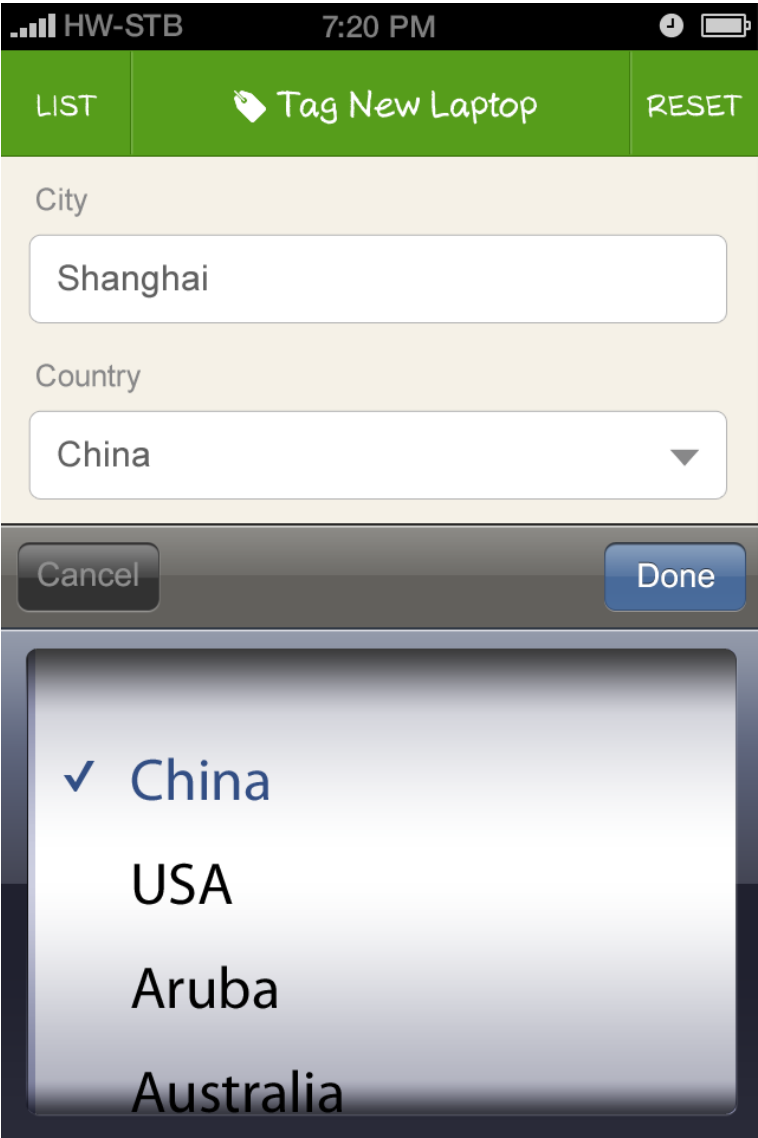 HW-STB 7:20 PM
LIST Tag New Laptop RESET
City
Shanghai
Country
China
Cancel Done
China
USA
Aruba
Australia